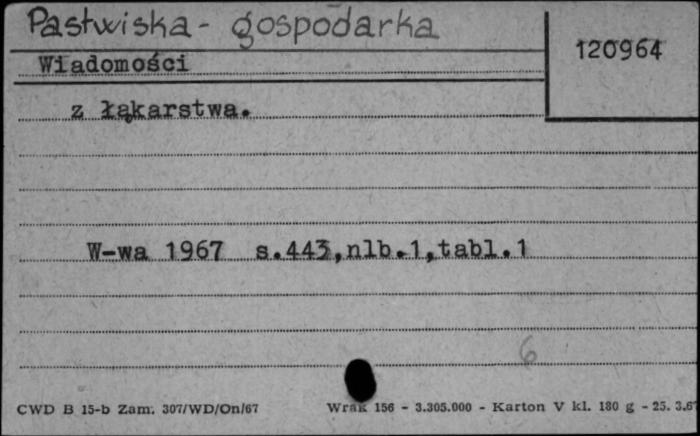 Pastwiska - gospodarka
120964
Wiadomości
z łąkarstwa.
W-wa 1967 s.443,nlb.1,tabl.1
6
CWD B 15-b Zam. 307/WD/On/67 Wrak 156 - 3.305.000 - Karton V kl. 180 g - 25. 3.67